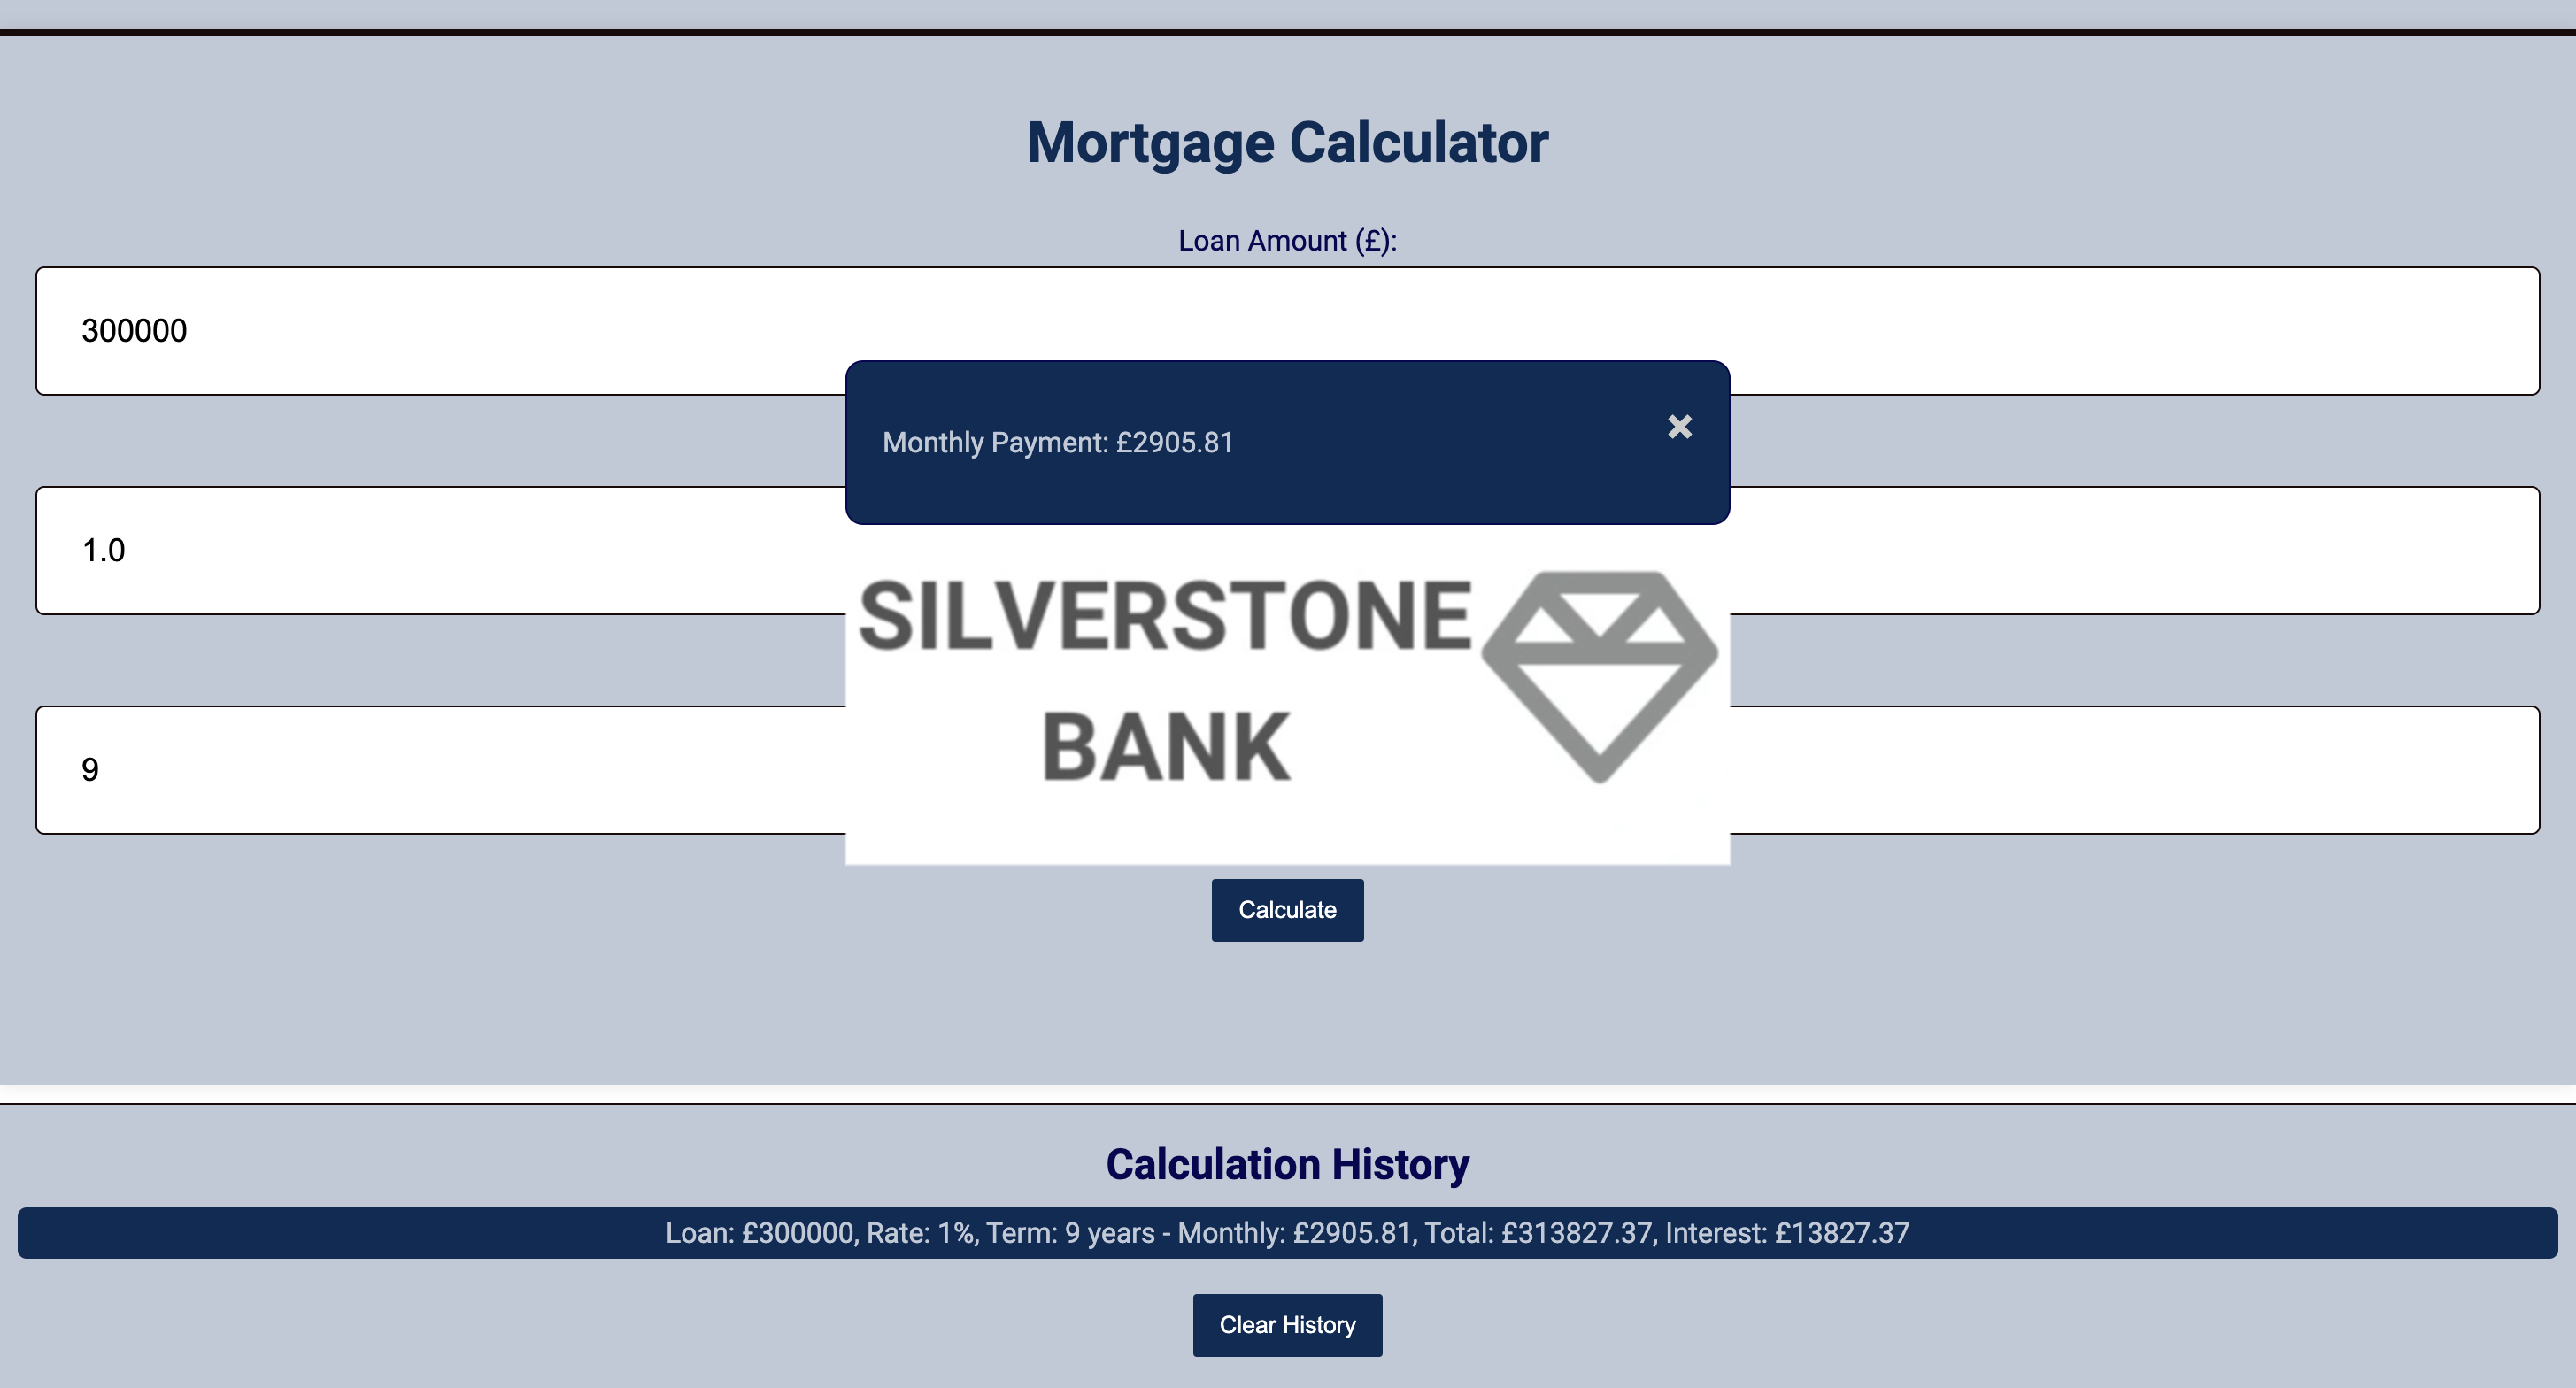 Mortgage Calculator
Loan Amount (£):
300000
Monthly Payment: £2905.81
×
1.0
SILVERSTONE
BANK
9
Calculate
Calculation History
Loan: £300000, Rate: 1%, Term: 9 years - Monthly: £2905.81, Total: £313827.37, Interest: £13827.37
Clear History